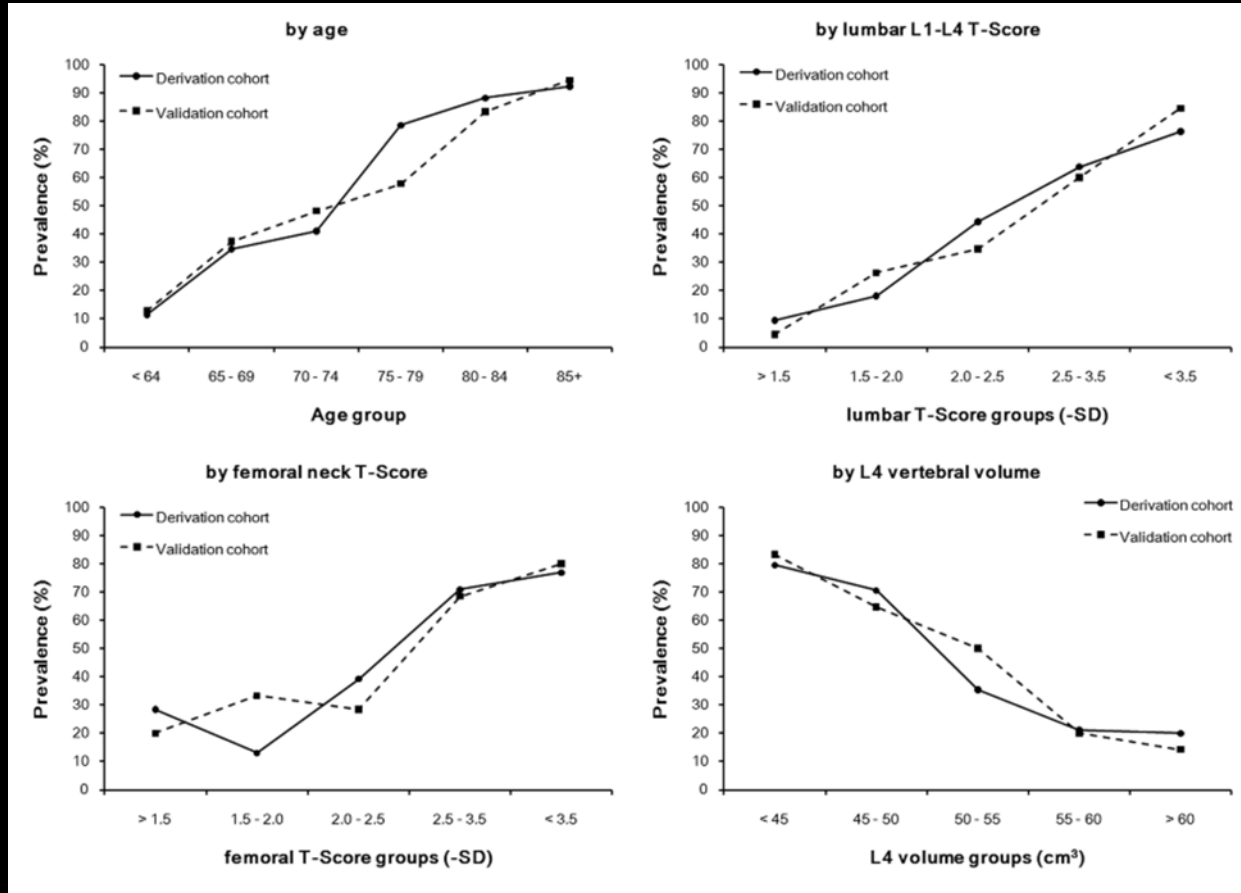 by age
100
90
80
70
60
50
40
30
20
10
0
Prevalence (%)
Derivation cohort
Validation cohort
< 64
65 - 69
70 - 74
75 - 79
80 - 84
85+
Age group
by lumbar L1-L4 T-Score
100
90
80
70
60
50
40
30
20
10
0
Prevalence (%)
Derivation cohort
Validation cohort
> 1.5
1.5 - 2.0
2.0 - 2.5
2.5 - 3.5
< 3.5
lumbar T-Score groups (-SD)
by femoral neck T-Score
100
90
80
70
60
50
40
30
20
10
0
Prevalence (%)
Derivation cohort
Validation cohort
> 1.5
1.5 - 2.0
2.0 - 2.5
2.5 - 3.5
< 3.5
femoral T-Score groups (-SD)
by L4 vertebral volume
100
90
80
70
60
50
40
30
20
10
0
Prevalence (%)
Derivation cohort
Validation cohort
< 45
45 - 50
50 - 55
55 - 60
> 60
L4 volume groups (cm³)